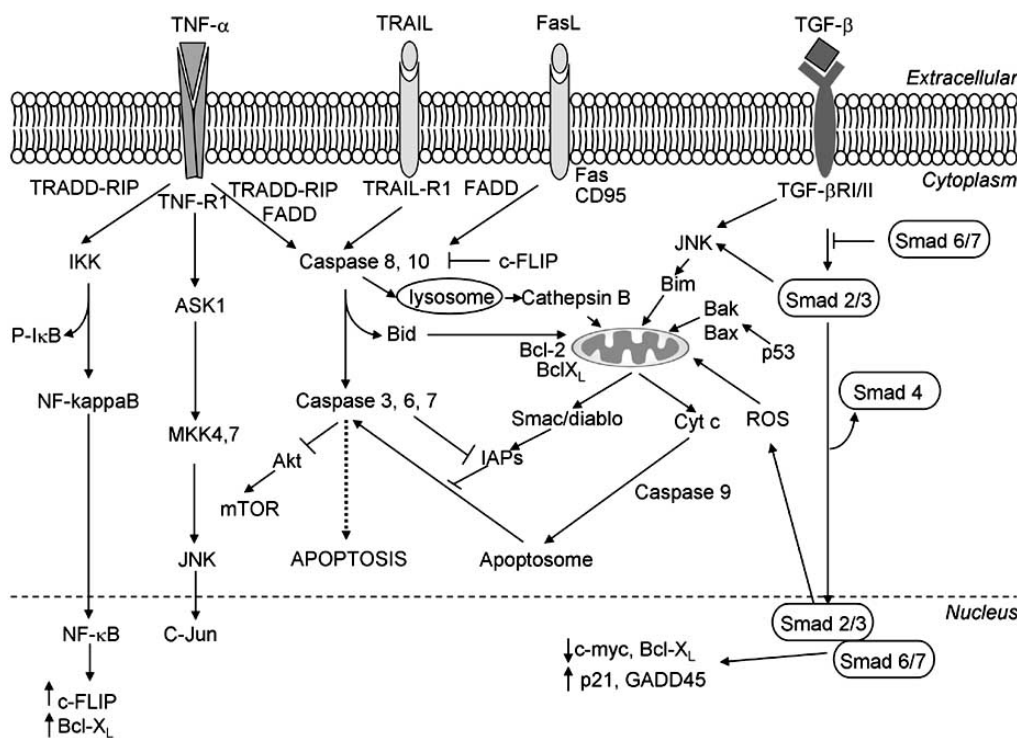 TNF-α
TRAIL
FasL
TGF-β
Extracellular
Cytoplasm
TRADD-RIP
TNF-R1
TRADD-RIP
FADD
TRAIL-R1
FADD
Fas
CD95
TGF-βRI/II
IKK
Caspase 8, 10
c-FLIP
JNK
Smad 6/7
ASK1
lysosome
Cathepsin B
Bim
Smad 2/3
P-IκB
Bid
Bcl-2
BclXL
Bak
Bax
p53
NF-kappaB
Caspase 3, 6, 7
Smac/diablo
Cyt c
ROS
Smad 4
MKK4,7
Akt
IAPs
mTOR
Caspase 9
JNK
APOPTOSIS
Apoptosome
Nucleus
NF-κB
C-Jun
Smad 2/3
Smad 6/7
↓c-myc, Bcl-XL
↑ p21, GADD45
↑ c-FLIP
↑ Bcl-XL